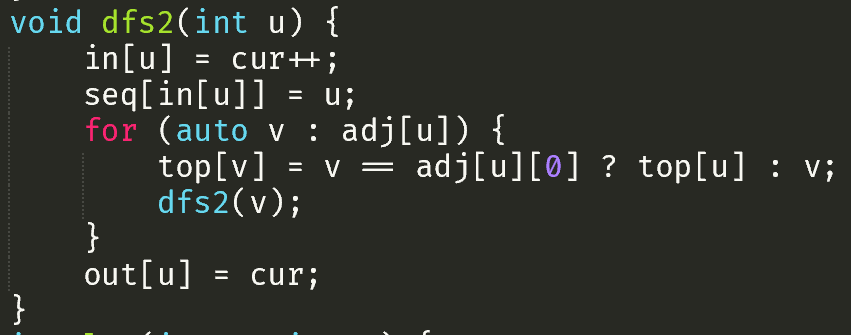 void dfs2(int u) {
    in[u] = cur++;
    seq[in[u]] = u;
    for (auto v : adj[u]) {
        top[v] = v == adj[u][0] ? top[u] : v;
        dfs2(v);
    }
    out[u] = cur;
}